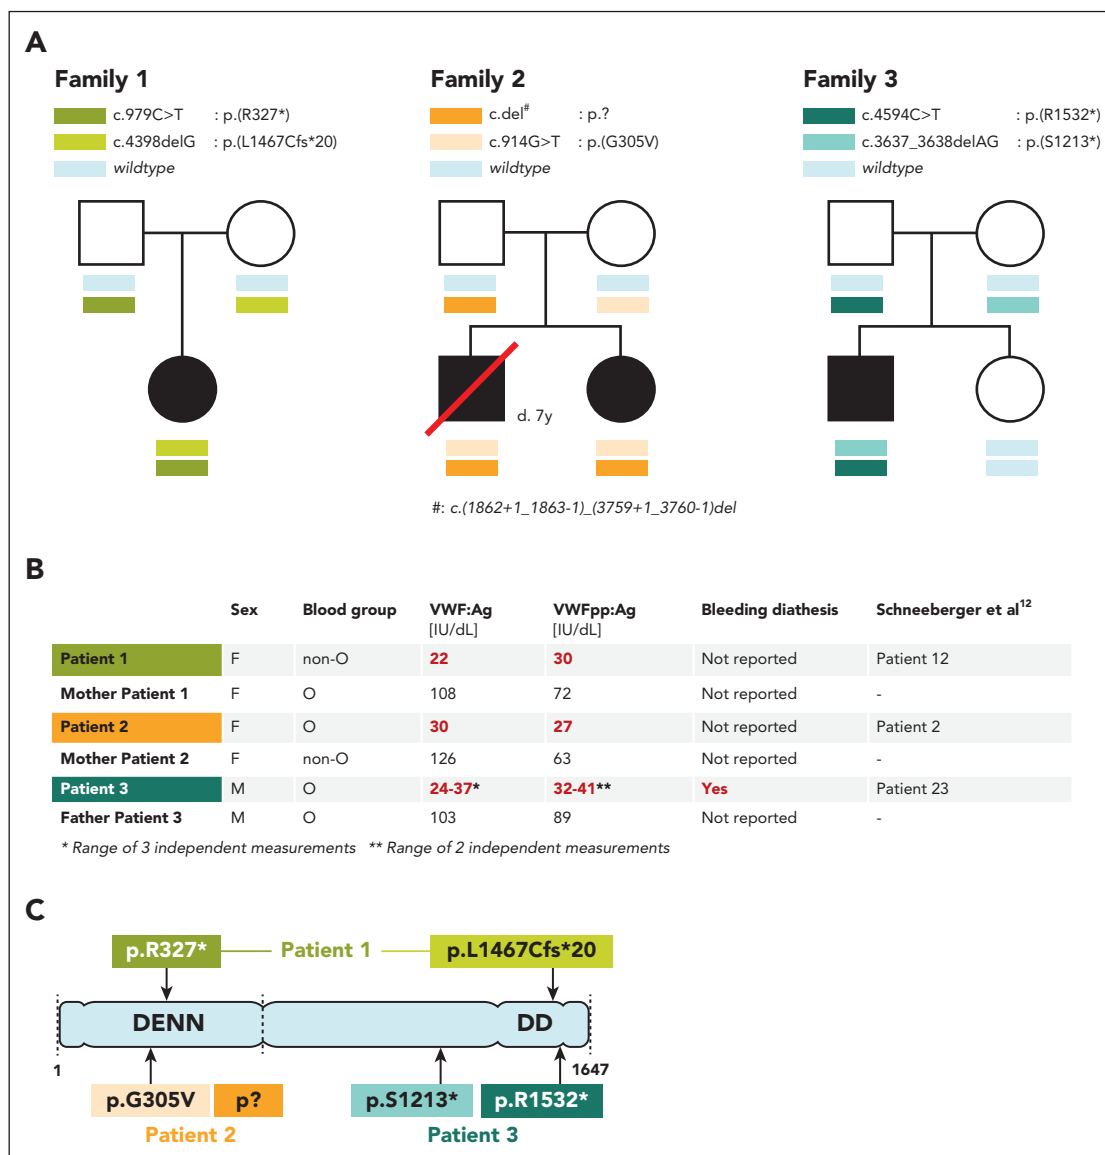 A
Family 1
c.979C>T : p.(R327*)
c.4398delG : p.(L1467Cfs*20)
wildtype
Family 2
c.del# : p.?
c.914G>T : p.(G305V)
wildtype
Family 3
c.4594C>T : p.(R1532*)
c.3637_3638delAG : p.(S1213*)
wildtype
d. 7y
#: c.(1862+1_1863-1)_(3759+1_3760-1)del
B
Sex Blood group VWF:Ag VWFpp:Ag Bleeding diathesis Schneeberger et al12
[IU/dL] [IU/dL]
Patient 1 F non-O 22 30 Not reported Patient 12
Mother Patient 1 F O 108 72 Not reported -
Patient 2 F O 30 27 Not reported Patient 2
Mother Patient 2 F non-O 126 63 Not reported -
Patient 3 M O 24-37* 32-41** Yes Patient 23
Father Patient 3 M O 103 89 Not reported -
* Range of 3 independent measurements ** Range of 2 independent measurements
C
p.R327* Patient 1 p.L1467Cfs*20
DENN DD
1 1647
p.G305V p? p.S1213* p.R1532*
Patient 2 Patient 3